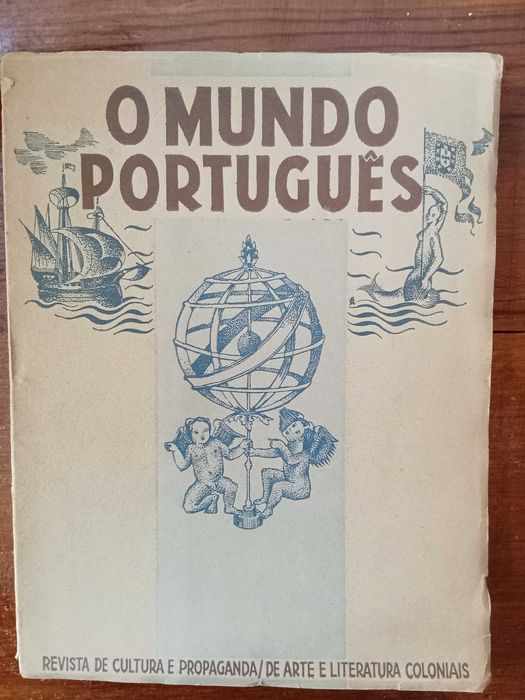 O MUNDO
PORTUGUÊS
REVISTA DE CULTURA E PROPAGANDA / DE ARTE E LITERATURA COLONIAIS